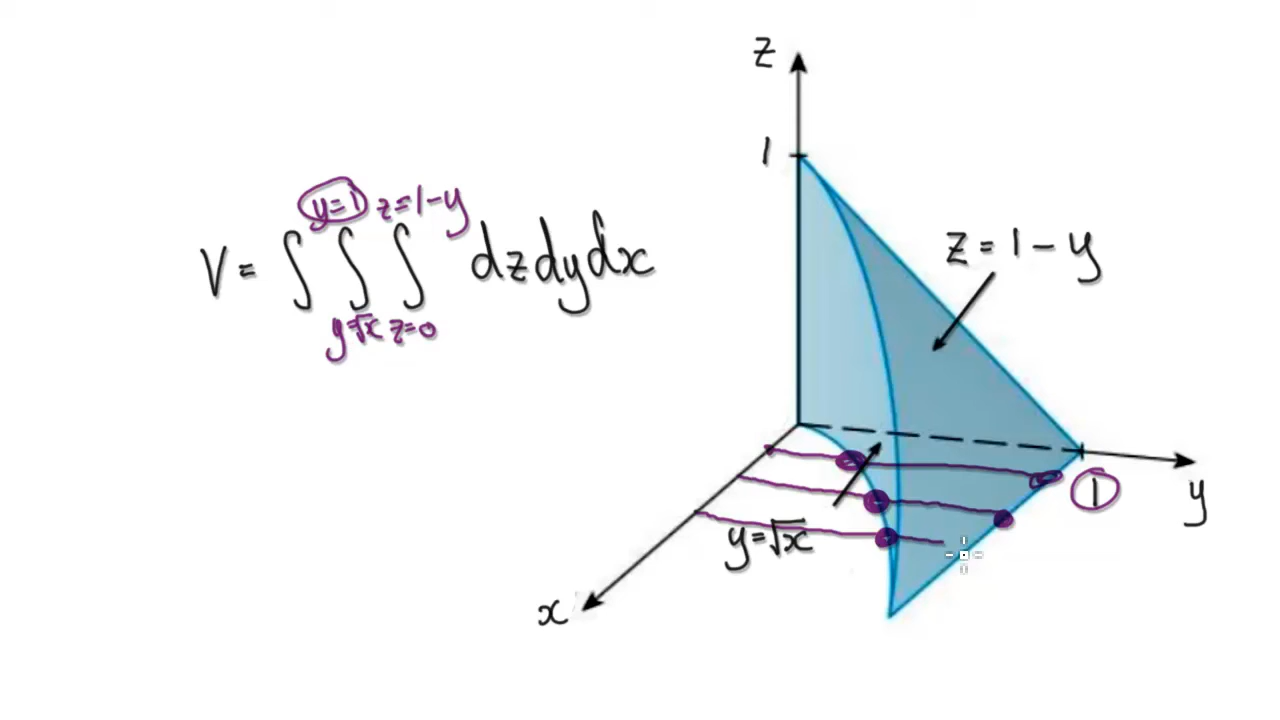 z
1
y=1 z=1-y
V = ∫ ∫ ∫ dz dy dx
y=√x z=0
z = 1 - y
1
y
y=√x
x